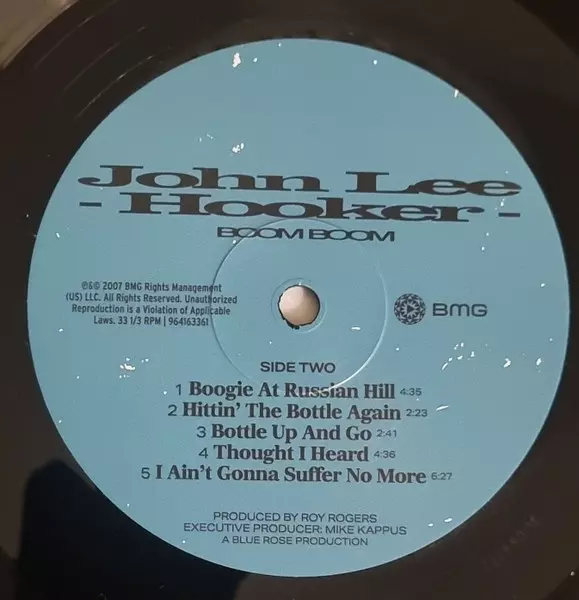 John Lee
- Hooker -
BOOM BOOM
℗&© 2007 BMG Rights Management
(US) LLC. All Rights Reserved. Unauthorized
Reproduction is a Violation of Applicable
Laws. 33 1/3 RPM | 964163361
BMG
SIDE TWO
1 Boogie At Russian Hill 4:35
2 Hittin' The Bottle Again 2:23
3 Bottle Up And Go 2:41
4 Thought I Heard 4:36
5 I Ain't Gonna Suffer No More 6:27
PRODUCED BY ROY ROGERS
EXECUTIVE PRODUCER: MIKE KAPPUS
A BLUE ROSE PRODUCTION